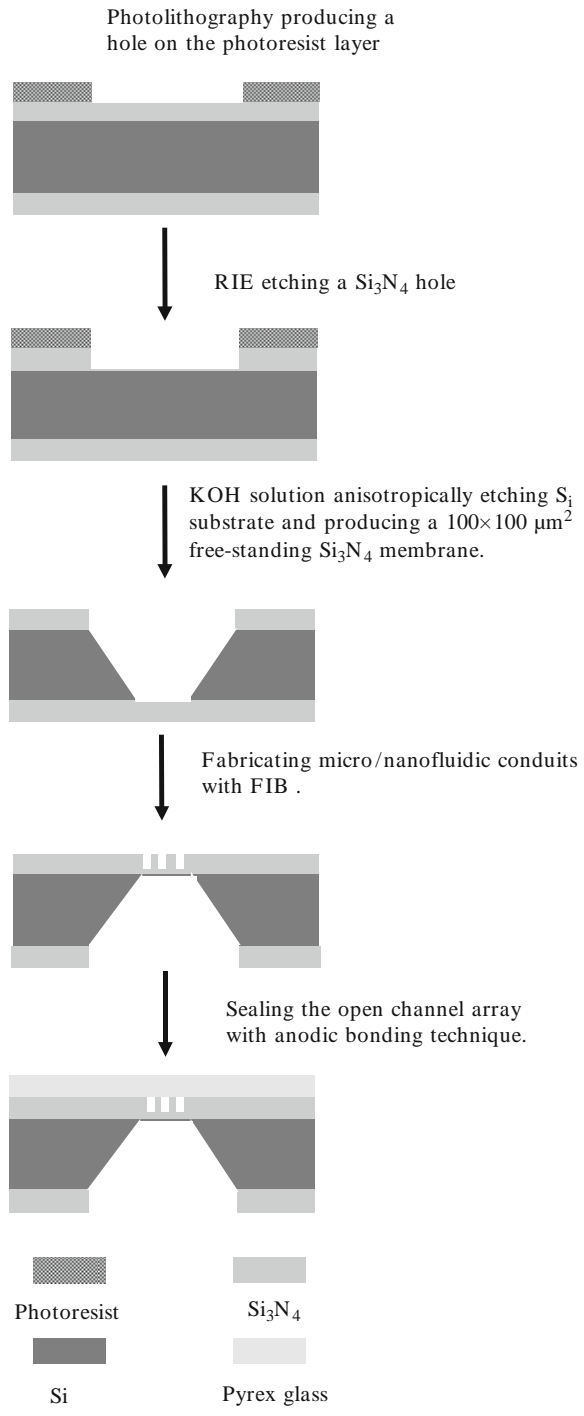 Photolithography producing a
hole on the photoresist layer
RIE etching a Si₃N₄ hole
KOH solution anisotropically etching Sᵢ
substrate and producing a 100×100 μm²
free-standing Si₃N₄ membrane.
Fabricating micro/nanofluidic conduits
with FIB .
Sealing the open channel array
with anodic bonding technique.
Photoresist
Si₃N₄
Si
Pyrex glass